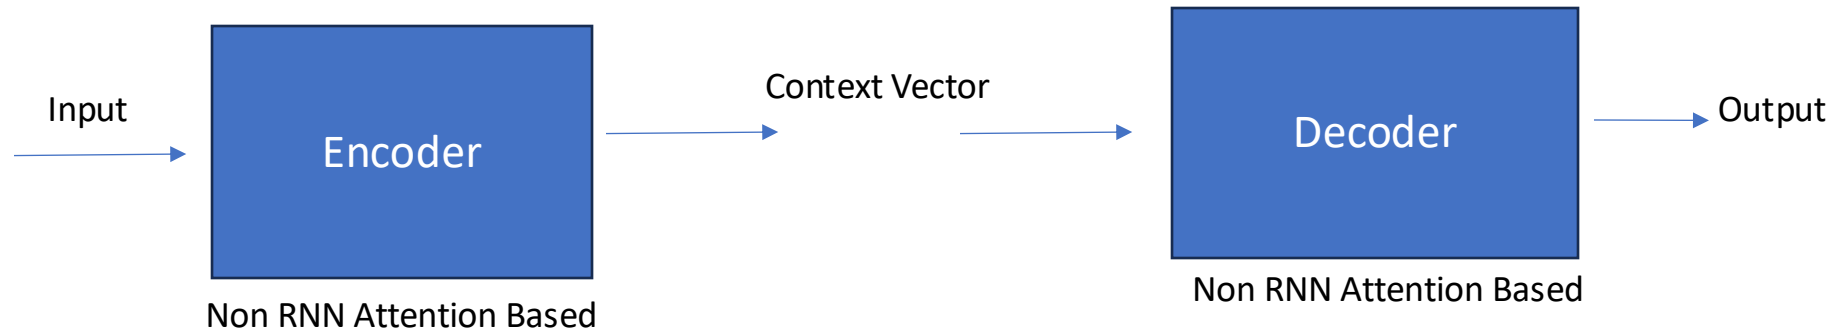 Input
Encoder
Non RNN Attention Based
Context Vector
Decoder
Non RNN Attention Based
Output